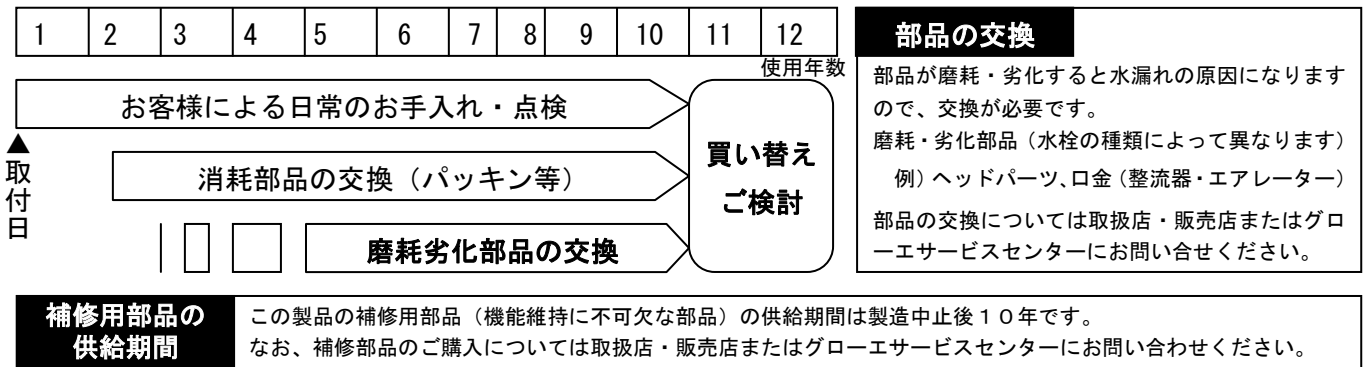 1 2 3 4 5 6 7 8 9 10 11 12
使用年数
お客様による日常のお手入れ・点検
▲取付日
消耗部品の交換（パッキン等）
磨耗劣化部品の交換
買い替え
ご検討
部品の交換
部品が磨耗・劣化すると水漏れの原因になります
ので、交換が必要です。
磨耗・劣化部品（水栓の種類によって異なります）
例）ヘッドパーツ、口金（整流器・エアレーター）
部品の交換については取扱店・販売店またはグロ
ーエサービスセンターにお問い合せください。
補修用部品の
供給期間
この製品の補修用部品（機能維持に不可欠な部品）の供給期間は製造中止後１０年です。
なお、補修部品のご購入については取扱店・販売店またはグローエサービスセンターにお問い合わせください。